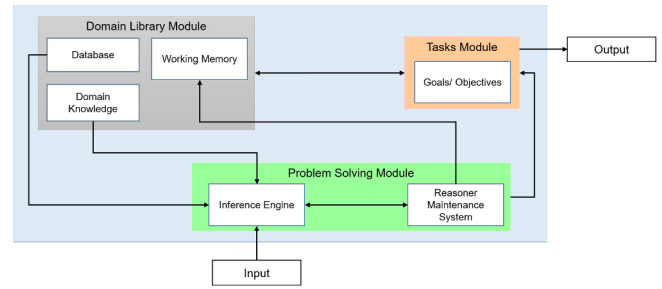 Domain Library Module
Database
Working Memory
Domain
Knowledge
Tasks Module
Goals/ Objectives
Output
Problem Solving Module
Inference Engine
Reasoner
Maintenance
System
Input